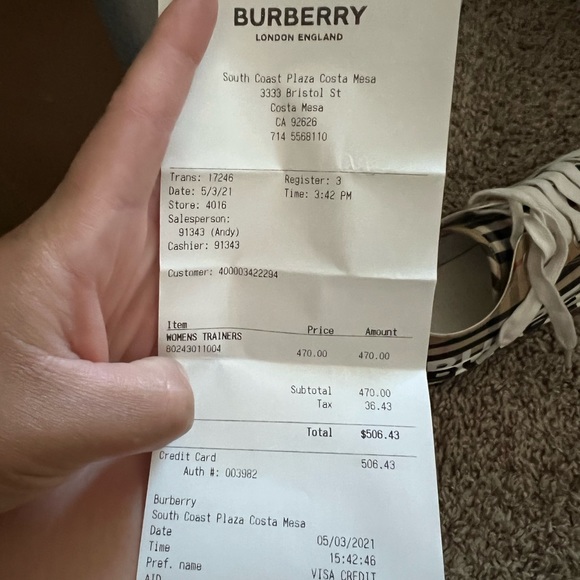 BURBERRY
LONDON ENGLAND
South Coast Plaza Costa Mesa
3333 Bristol St
Costa Mesa
CA 92626
714 5568110
Trans: 17246 Register: 3
Date: 5/3/21 Time: 3:42 PM
Store: 4016
Salesperson:
91343 (Andy)
Cashier: 91343
Customer: 400003422294
Item Price Amount
WOMENS TRAINERS
80243011004 470.00 470.00
Subtotal 470.00
Tax 36.43
Total $506.43
Credit Card 506.43
Auth #: 003982
Burberry
South Coast Plaza Costa Mesa
Date 05/03/2021
Time 15:42:46
Pref. name VISA CREDIT
AID